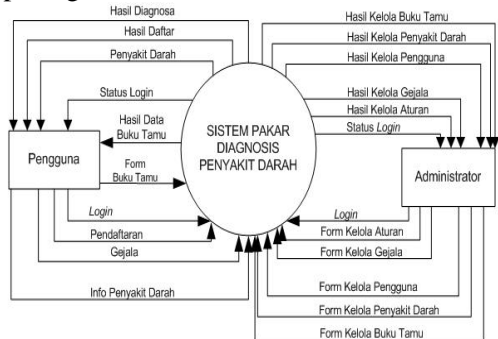 Hasil Diagnosa
Hasil Daftar
Penyakit Darah
Status Login
Hasil Data
Buku Tamu
Pengguna
Form
Buku Tamu
Login
Pendaftaran
Gejala
Info Penyakit Darah
SISTEM PAKAR
DIAGNOSIS
PENYAKIT DARAH
Hasil Kelola Buku Tamu
Hasil Kelola Penyakit Darah
Hasil Kelola Pengguna
Hasil Kelola Gejala
Hasil Kelola Aturan
Status Login
Administrator
Login
Form Kelola Aturan
Form Kelola Gejala
Form Kelola Pengguna
Form Kelola Penyakit Darah
Form Kelola Buku Tamu